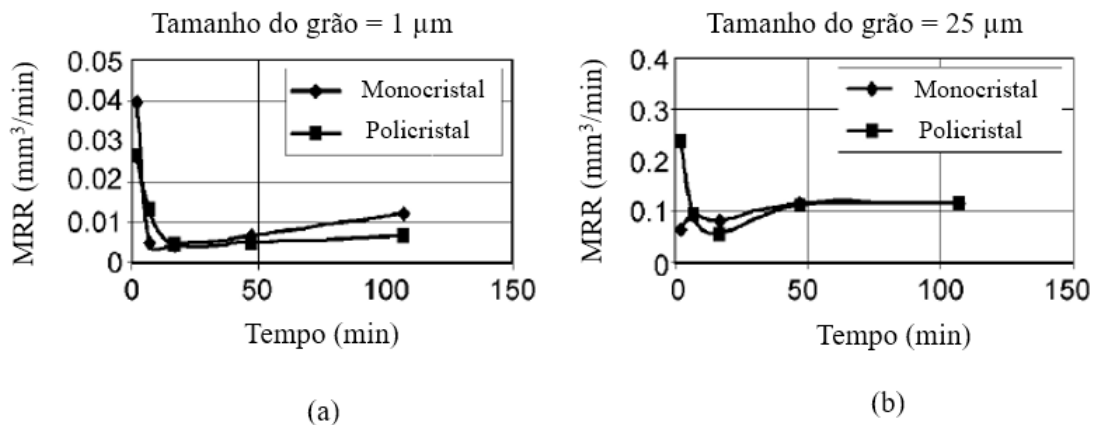 Tamanho do grão = 1 µm
MRR (mm³/min)
0.05
0.04
0.03
0.02
0.01
0
Monocristal
Policristal
0
50
100
150
Tempo (min)
(a)
Tamanho do grão = 25 µm
MRR (mm³/min)
0.4
0.3
0.2
0.1
0
Monocristal
Policristal
0
50
100
150
Tempo (min)
(b)